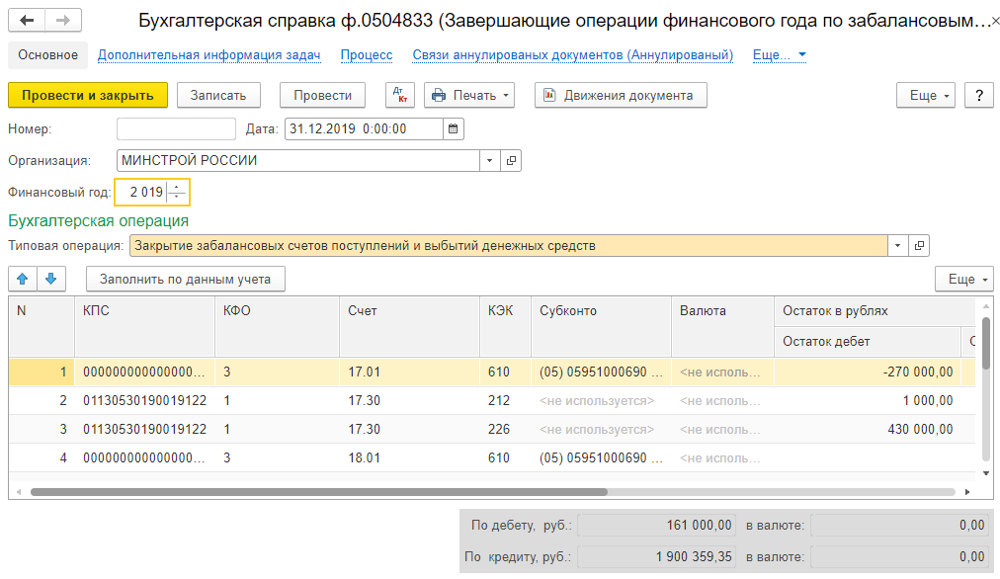 Бухгалтерская справка ф.0504833 (Завершающие операции финансового года по забалансовым...
Основное Дополнительная информация задач Процесс Связи аннулированых документов (Аннулированый) Еще...
Провести и закрыть Записать Провести Дт Кт Печать Движения документа Еще ?
Номер: Дата: 31.12.2019 0:00:00
Организация: МИНСТРОЙ РОССИИ
Финансовый год: 2 019
Бухгалтерская операция
Типовая операция: Закрытие забалансовых счетов поступлений и выбытий денежных средств
Заполнить по данным учета Еще
N КПС КФО Счет КЭК Субконто Валюта Остаток в рублях
Остаток дебет О
1 000000000000000... 3 17.01 610 (05) 05951000690 ... <не исполь... -270 000,00
2 01130530190019122 1 17.30 212 <не используется> <не исполь... 1 000,00
3 01130530190019122 1 17.30 226 <не используется> <не исполь... 430 000,00
4 000000000000000... 3 18.01 610 (05) 05951000690 ... <не исполь...
По дебету, руб.: 161 000,00 в валюте: 0,00
По кредиту, руб.: 1 900 359,35 в валюте: 0,00